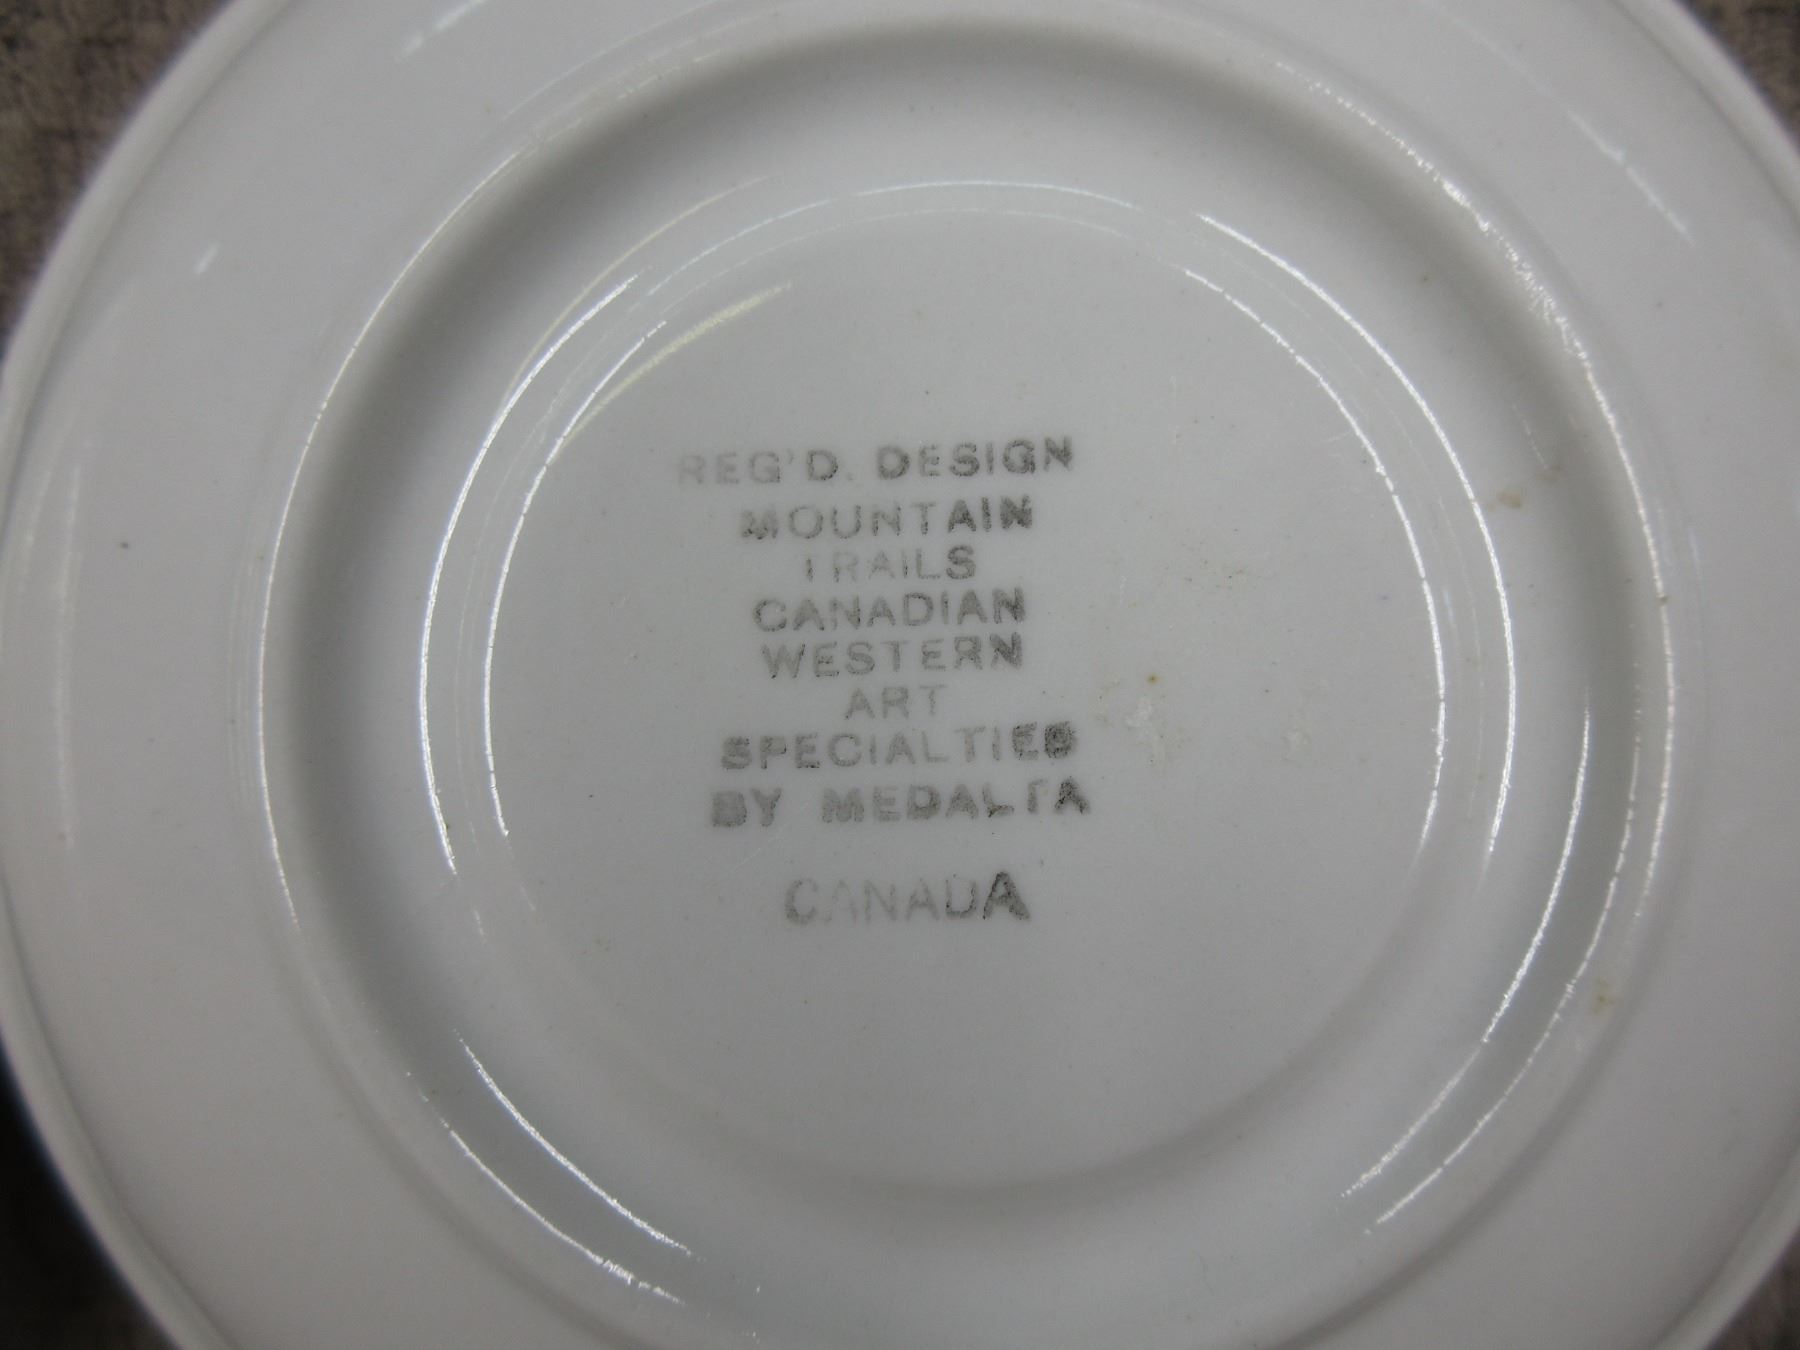 REG'D. DESIGN
MOUNTAIN
TRAILS
CANADIAN
WESTERN
ART
SPECIALTIES
BY MEDALTA
CANADA